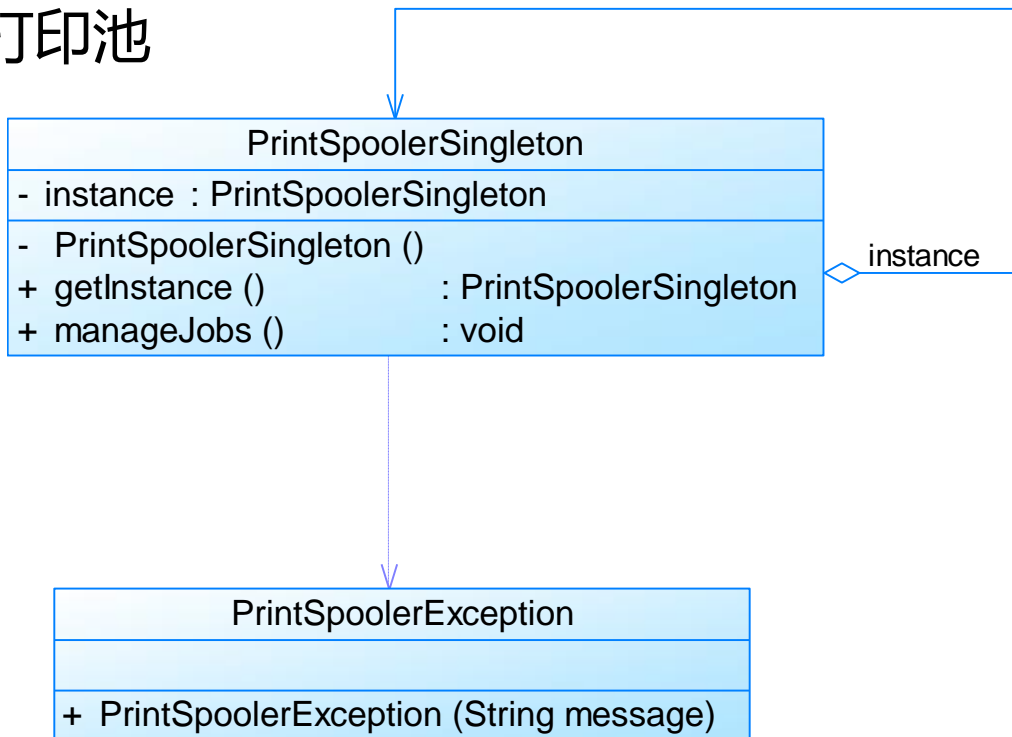 打印池
PrintSpoolerSingleton
- instance : PrintSpoolerSingleton
- PrintSpoolerSingleton ()
+ getInstance () : PrintSpoolerSingleton
+ manageJobs () : void
instance
PrintSpoolerException
+ PrintSpoolerException (String message)